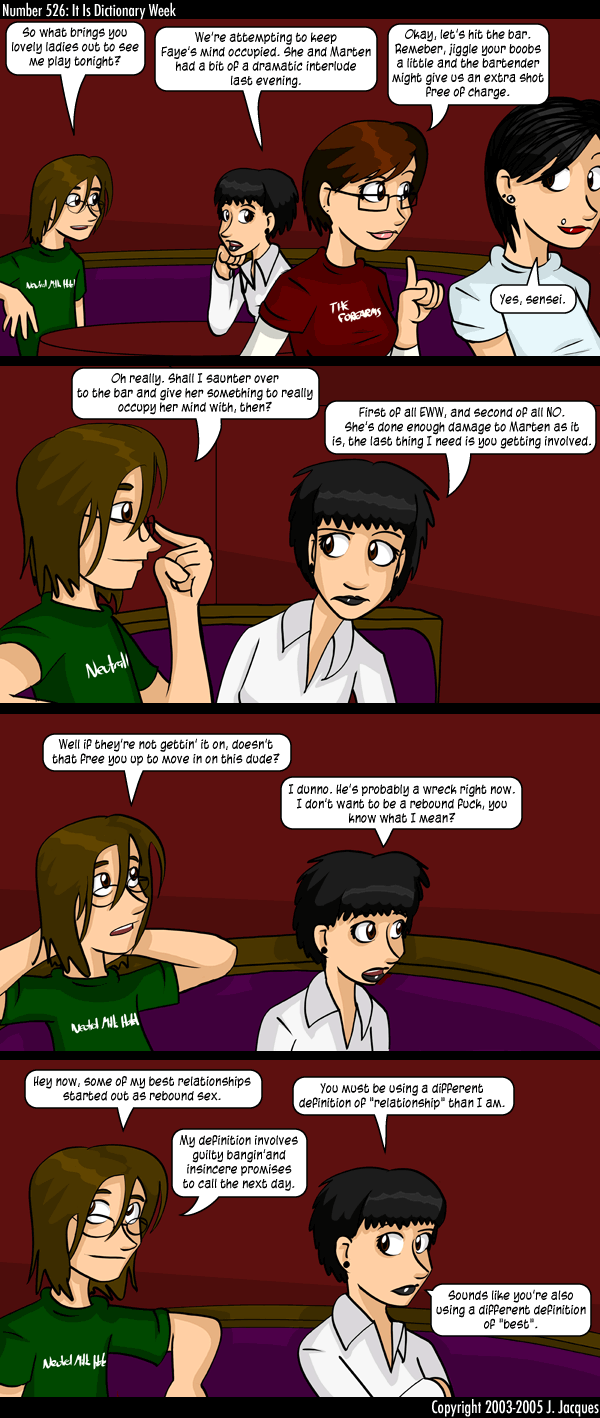 Number 526: It Is Dictionary Week
So what brings you
lovely ladies out to see
me play tonight?
We're attempting to keep
Faye's mind occupied. She and Marten
had a bit of a dramatic interlude
last evening.
Okay, let's hit the bar.
Remeber, jiggle your boobs
a little and the bartender
might give us an extra shot
free of charge.
Yes, sensei.
Neutral Milk Hotel
THE
FOREARMS
Oh really. Shall I saunter over
to the bar and give her something to really
occupy her mind with, then?
First of all EWW, and second of all NO.
She's done enough damage to Marten as it
is, the last thing I need is you getting involved.
Neutral
Well if they're not gettin' it on, doesn't
that free you up to move in on this dude?
I dunno. He's probably a wreck right now.
I don't want to be a rebound fuck, you
know what I mean?
Neutral Milk Hotel
Hey now, some of my best relationships
started out as rebound sex.
You must be using a different
definition of "relationship" than I am.
My definition involves
guilty bangin'and
insincere promises
to call the next day.
Sounds like you're also
using a different definition
of "best".
Neutral Milk Hotel
Copyright 2003-2005 J. Jacques